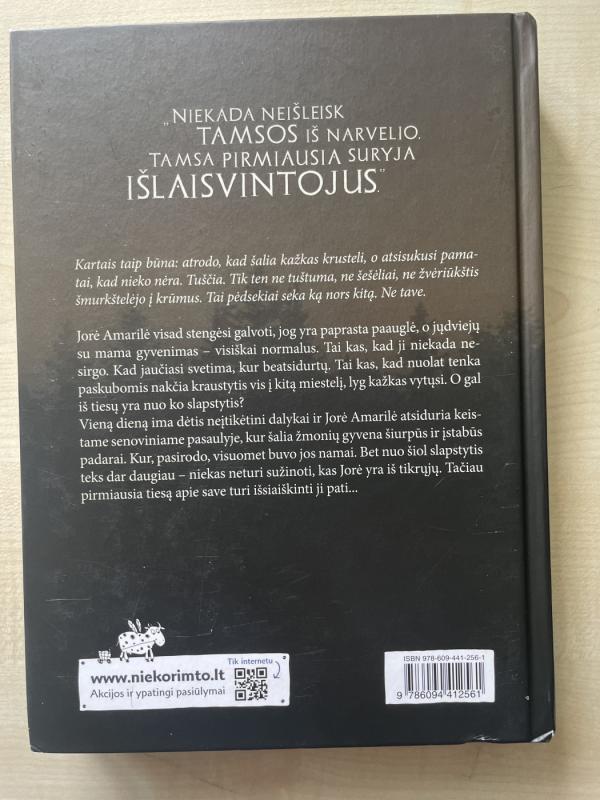 „NIEKADA NEIŠLEISK
TAMSOS IŠ NARVELIO.
TAMSA PIRMIAUSIA SURYJA
IŠLAISVINTOJUS.“
Kartais taip būna: atrodo, kad šalia kažkas krusteli, o atsisukusi pama-
tai, kad nieko nėra. Tuščia. Tik ten ne tuštuma, ne šešėliai, ne žvėriūkštis
šmurkštelėjo į krūmus. Tai pėdsekiai seka ką nors kitą. Ne tave.
Jorė Amarilė visad stengėsi galvoti, jog yra paprasta paauglė, o jųdviejų
su mama gyvenimas – visiškai normalus. Tai kas, kad ji niekada ne-
sirgo. Kad jaučiasi svetima, kur beatsidurtų. Tai kas, kad nuolat tenka
paskubomis nakčia kraustytis vis į kitą miestelį, lyg kažkas vytųsi. O gal
iš tiesų yra nuo ko slapstytis?
Vieną dieną ima dėtis neįtikėtini dalykai ir Jorė Amarilė atsiduria keis-
tame senoviniame pasaulyje, kur šalia žmonių gyvena šiurpūs ir įstabūs
padarai. Kur, pasirodo, visuomet buvo jos namai. Bet nuo šiol slapstytis
teks dar daugiau – niekas neturi sužinoti, kas Jorė yra iš tikrųjų. Tačiau
pirmiausia tiesą apie save turi išsiaiškinti ji pati...
Tik internetu
www.niekorimto.lt
Akcijos ir ypatingi pasiūlymai
ISBN 978-609-441-256-1
9 786094 412561